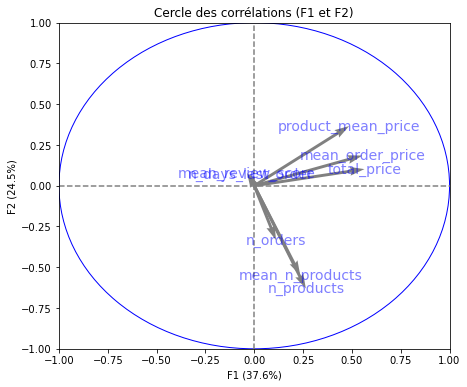 Cercle des corrélations (F1 et F2)
1.00
0.75
0.50
0.25
0.00
−0.25
−0.50
−0.75
−1.00
F2 (24.5%)
product_mean_price
mean_order_price
total_price
mean_review_score
n_orders
mean_n_products
n_products
−1.00 −0.75 −0.50 −0.25 0.00 0.25 0.50 0.75 1.00
F1 (37.6%)